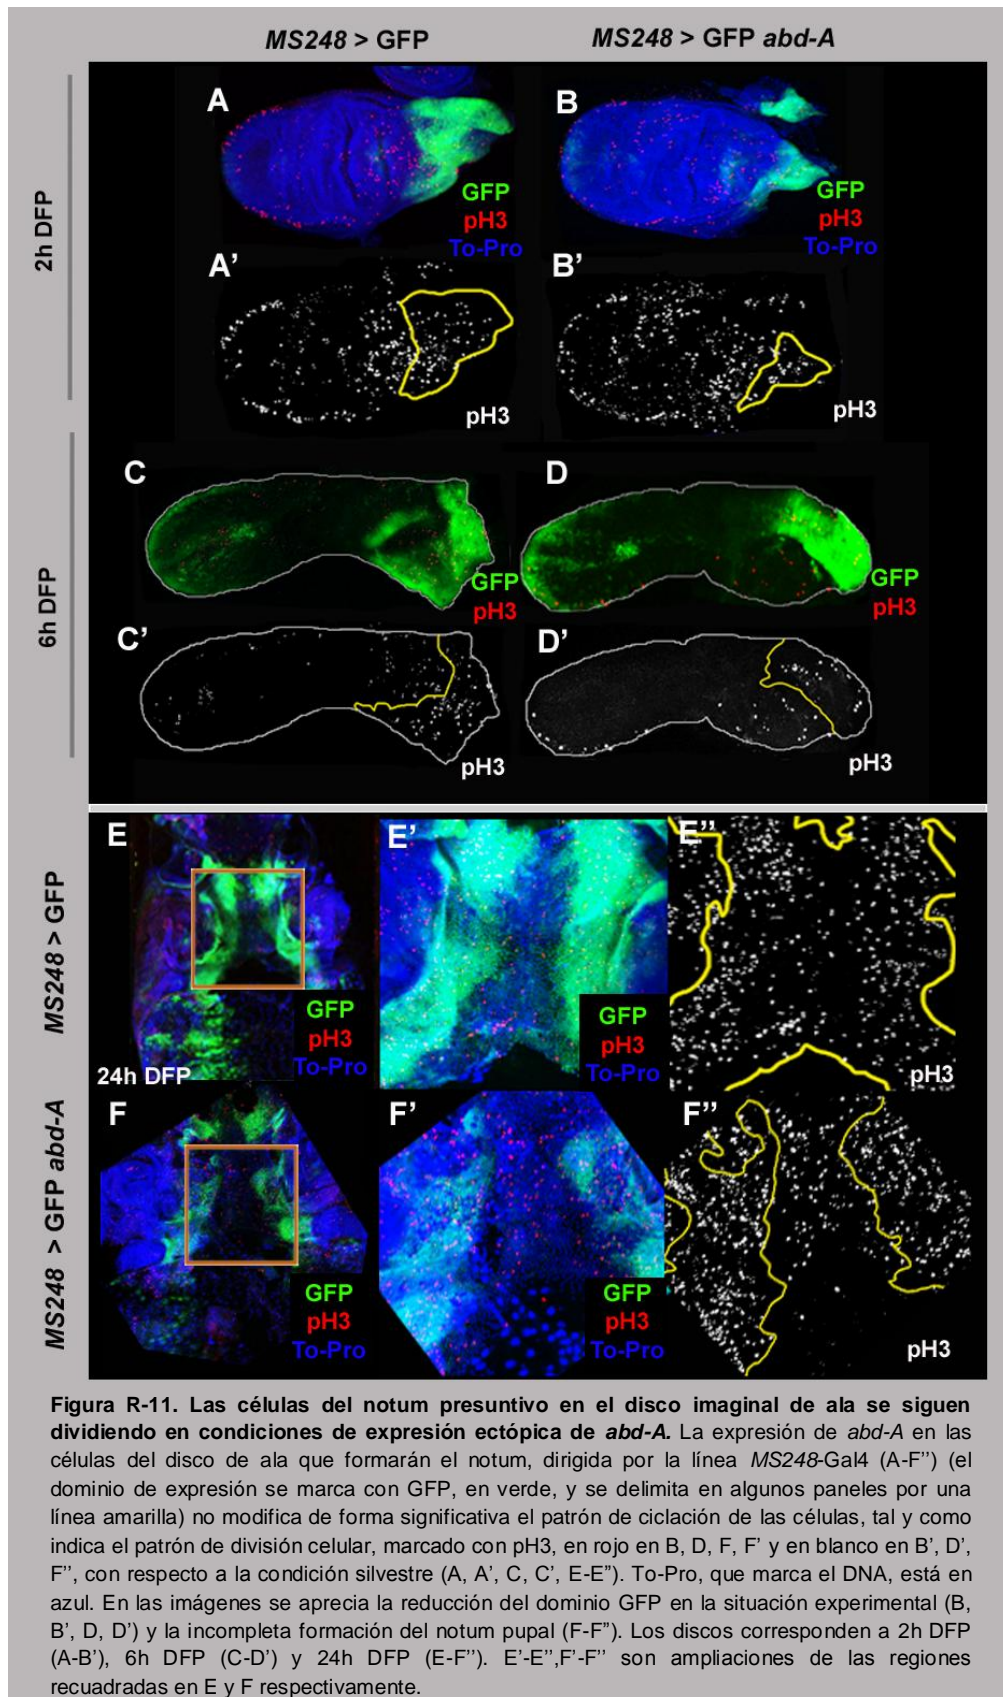 MS248 > GFP
MS248 > GFP abd-A
2h DFP
A
GFP
pH3
To-Pro
B
GFP
pH3
To-Pro
A'
pH3
B'
pH3
6h DFP
C
GFP
pH3
D
GFP
pH3
C'
pH3
D'
pH3
MS248 > GFP
E
GFP
pH3
To-Pro
24h DFP
E'
GFP
pH3
To-Pro
E''
pH3
MS248 > GFP abd-A
F
GFP
pH3
To-Pro
F'
GFP
pH3
To-Pro
F''
pH3
Figura R-11. Las células del notum presuntivo en el disco imaginal de ala se siguen
dividiendo en condiciones de expresión ectópica de abd-A. La expresión de abd-A en las
células del disco de ala que formarán el notum, dirigida por la línea MS248-Gal4 (A-F'') (el
dominio de expresión se marca con GFP, en verde, y se delimita en algunos paneles por una
línea amarilla) no modifica de forma significativa el patrón de ciclación de las células, tal y como
indica el patrón de división celular, marcado con pH3, en rojo en B, D, F, F' y en blanco en B', D',
F'', con respecto a la condición silvestre (A, A', C, C', E-E''). To-Pro, que marca el DNA, está en
azul. En las imágenes se aprecia la reducción del dominio GFP en la situación experimental (B,
B', D, D') y la incompleta formación del notum pupal (F-F''). Los discos corresponden a 2h DFP
(A-B'), 6h DFP (C-D') y 24h DFP (E-F''). E'-E'',F'-F'' son ampliaciones de las regiones
recuadradas en E y F respectivamente.